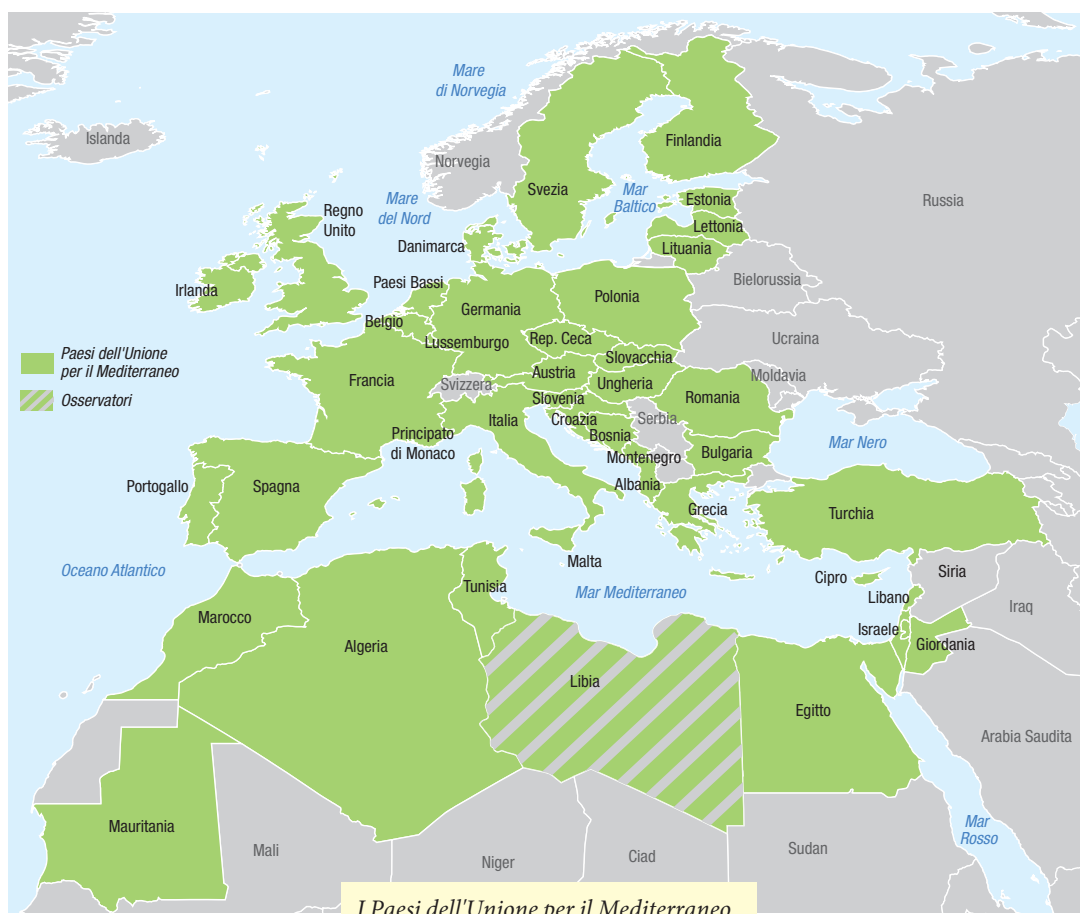 Mare
di Norvegia
Islanda
Norvegia
Finlandia
Svezia
Russia
Mare
del Nord
Mar
Baltico
Estonia
Regno
Unito
Lettonia
Danimarca
Lituania
Bielorussia
Paesi Bassi
Irlanda
Germania
Polonia
Belgio
Ucraina
Rep. Ceca
Lussemburgo
Slovacchia
Paesi dell'Unione
per il Mediterraneo
Osservatori
Francia
Svizzera
Austria
Ungheria
Moldavia
Slovenia
Romania
Italia
Croazia
Serbia
Bosnia
Principato
di Monaco
Mar Nero
Montenegro
Bulgaria
Portogallo
Spagna
Albania
Grecia
Turchia
Malta
Oceano Atlantico
Siria
Cipro
Tunisia
Mar Mediterraneo
Libano
Iraq
Marocco
Israele
Algeria
Giordania
Libia
Egitto
Arabia Saudita
Mauritania
Mar
Rosso
Mali
Niger
Ciad
Sudan
I Paesi dell'Unione per il Mediterraneo